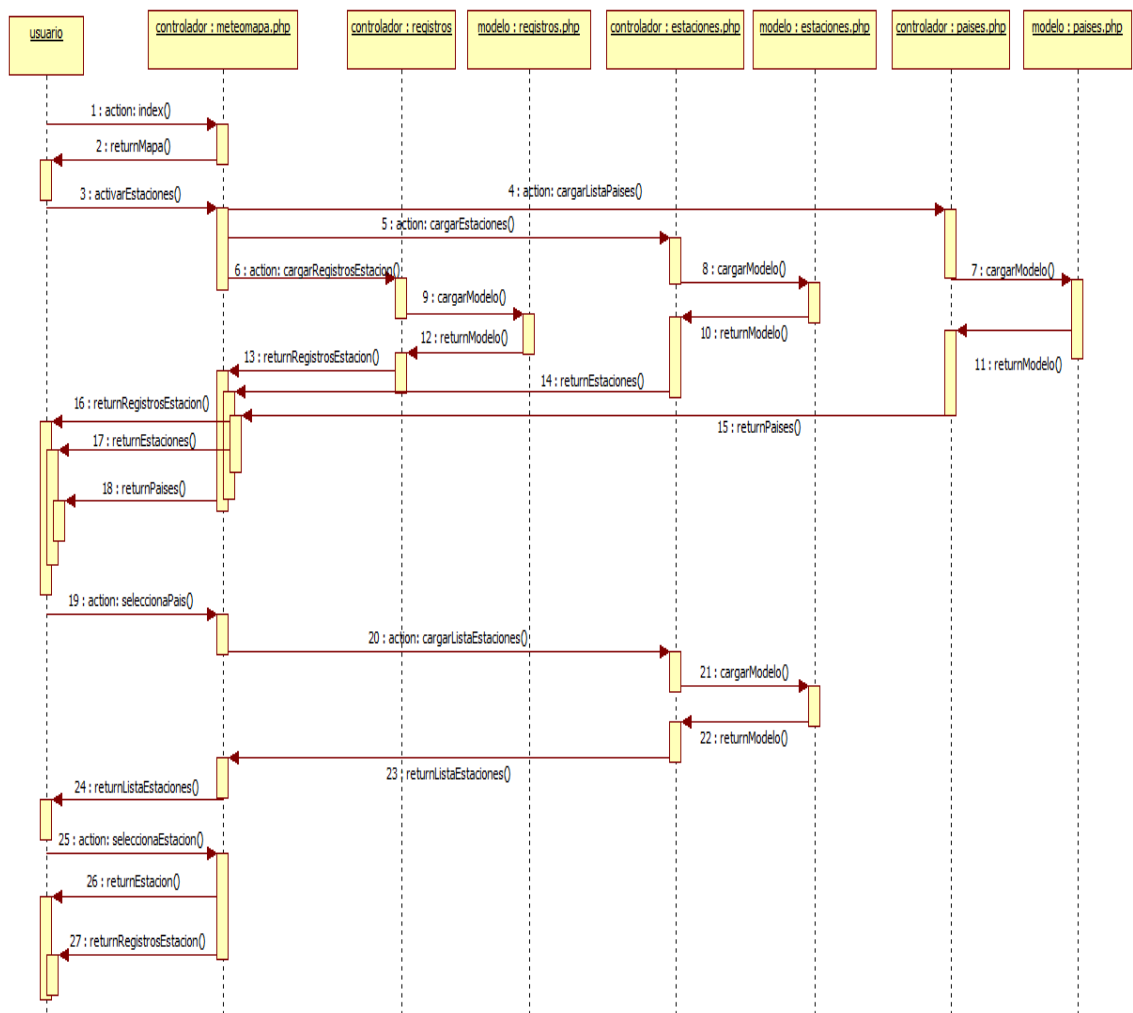 usuario
controlador : meteomapa.php
controlador : registros
modelo : registros.php
controlador : estaciones.php
modelo : estaciones.php
controlador : paises.php
modelo : paises.php
1 : action: index()
2 : returnMapa()
3 : activarEstaciones()
4 : action: cargarListaPaises()
5 : action: cargarEstaciones()
6 : action: cargarRegistrosEstacion()
7 : cargarModelo()
8 : cargarModelo()
9 : cargarModelo()
10 : returnModelo()
11 : returnModelo()
12 : returnModelo()
13 : returnRegistrosEstacion()
14 : returnEstaciones()
15 : returnPaises()
16 : returnRegistrosEstacion()
17 : returnEstaciones()
18 : returnPaises()
19 : action: seleccionaPais()
20 : action: cargarListaEstaciones()
21 : cargarModelo()
22 : returnModelo()
23 : returnListaEstaciones()
24 : returnListaEstaciones()
25 : action: seleccionaEstacion()
26 : returnEstacion()
27 : returnRegistrosEstacion()